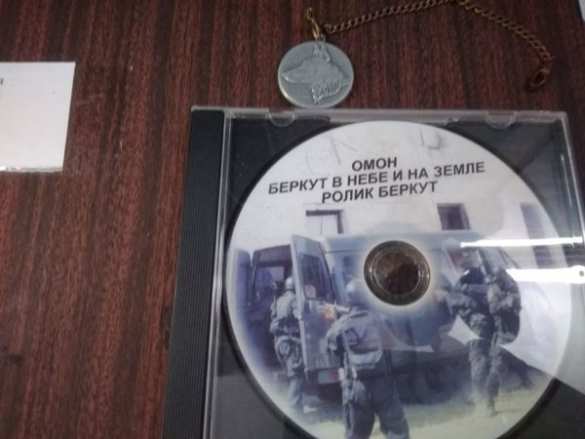 ОМОН
БЕРКУТ В НЕБЕ И НА ЗЕМЛЕ
РОЛИК БЕРКУТ